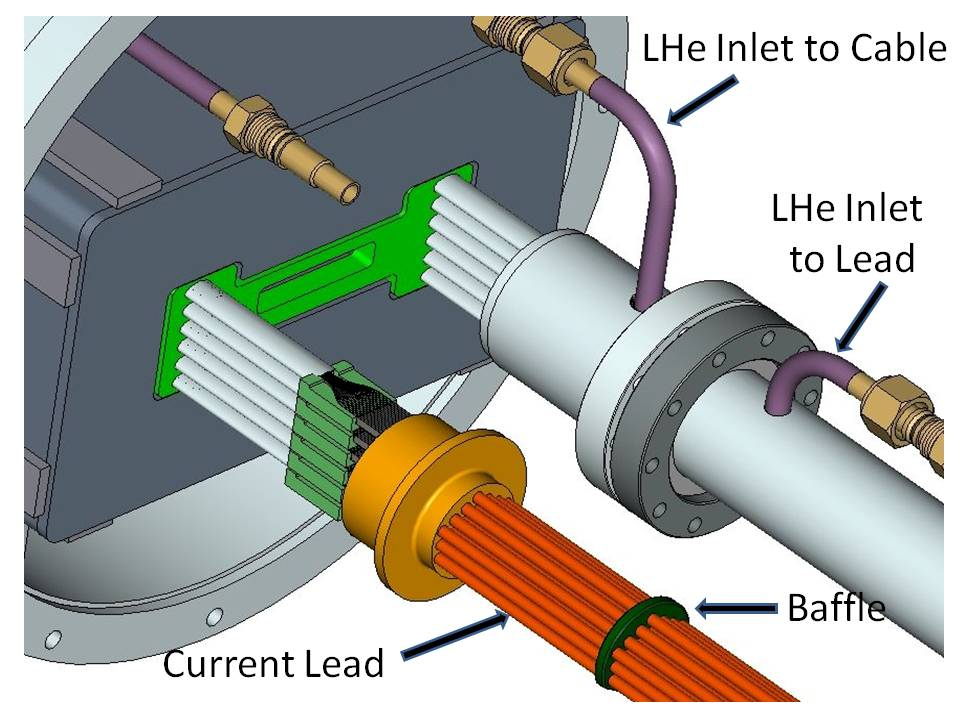 LHe Inlet to Cable
LHe Inlet
to Lead
Baffle
Current Lead